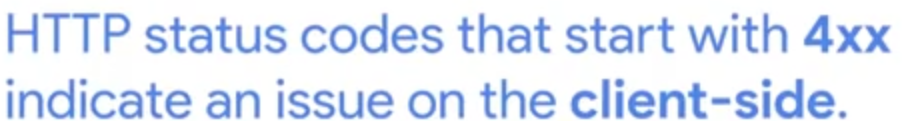 HTTP status codes that start with 4xx
indicate an issue on the client-side.